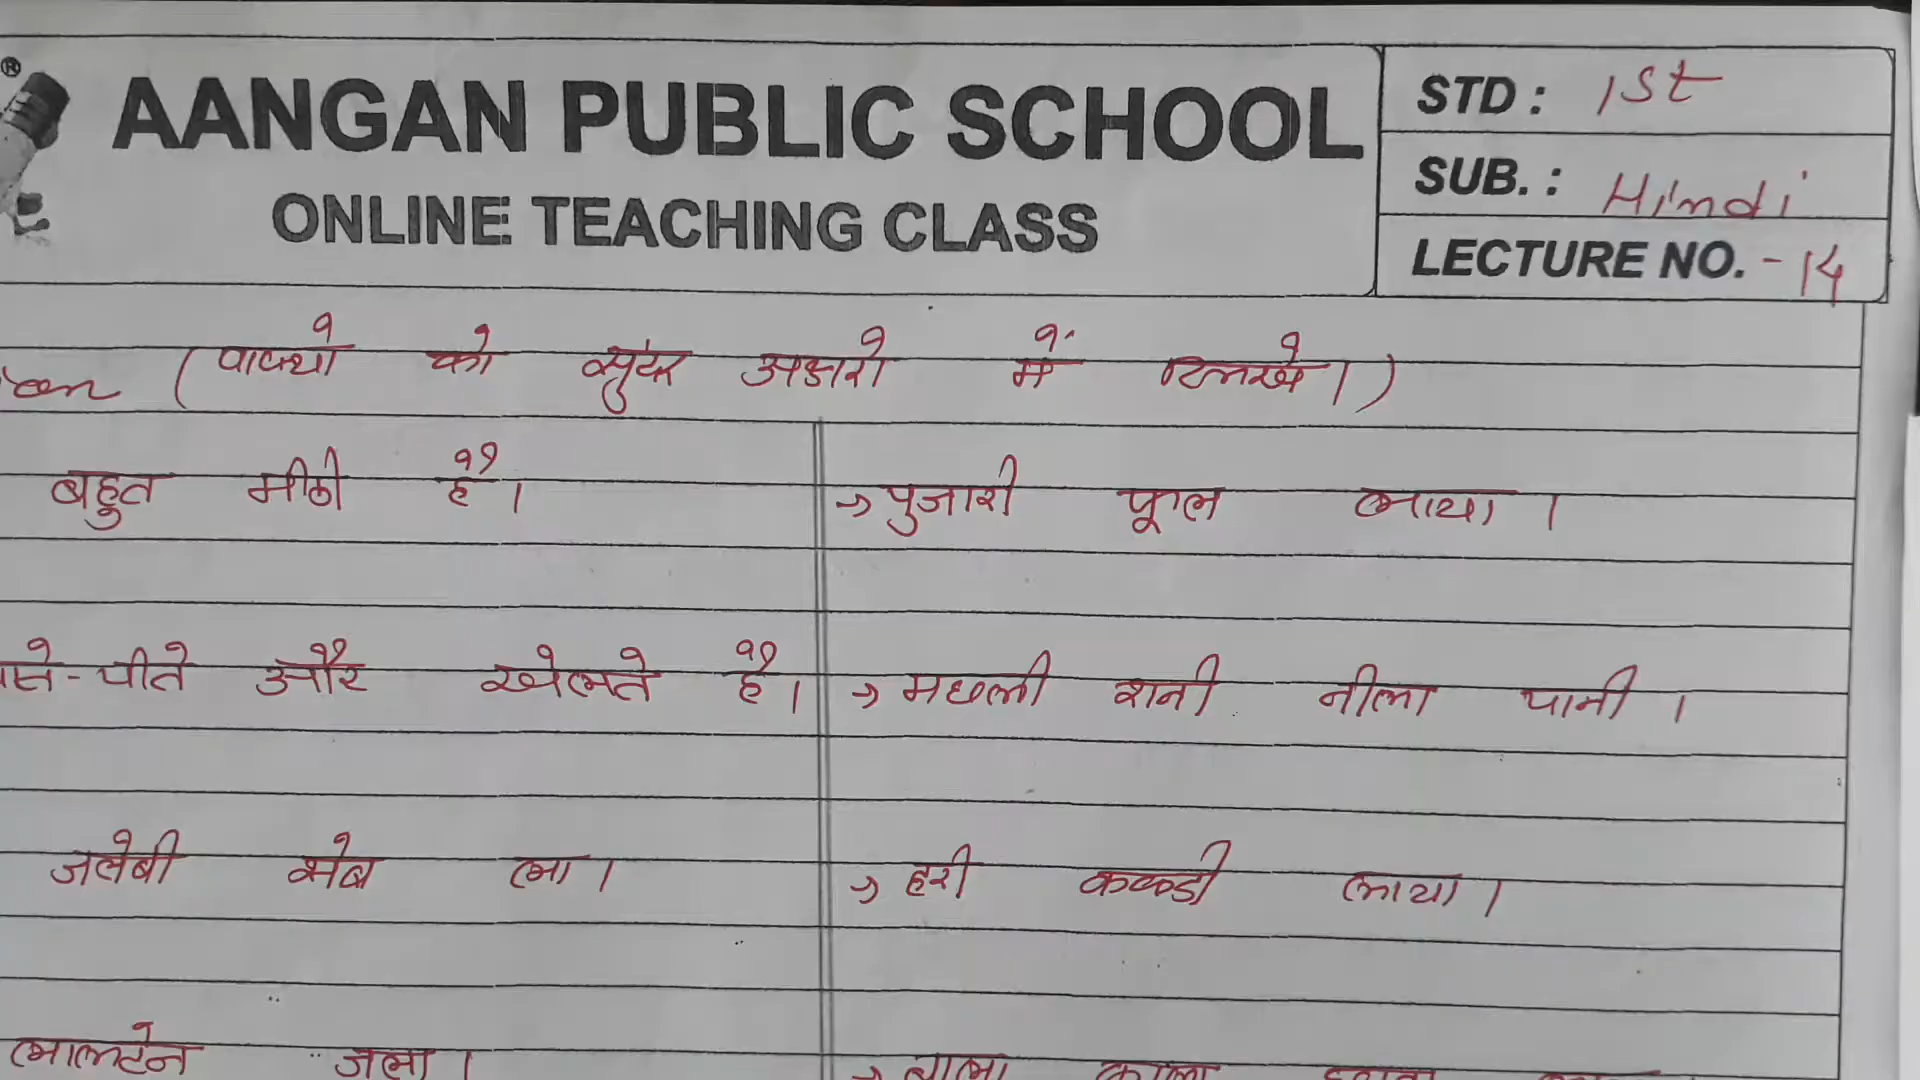 ®
AANGAN PUBLIC SCHOOL
ONLINE TEACHING CLASS
STD : 1st
SUB. : Hindi
LECTURE NO. - 14
(वाक्यो को सुंदर अक्षरो में लिखे।)
बहुत मीठी है।
→ पुजारी फूल लाया।
-पीते और खेलते है।
→ मछली रानी नीला पानी।
जलेबी सेब ला।
→ हरी ककडी लाया।
लालटेन जला।
→ काला